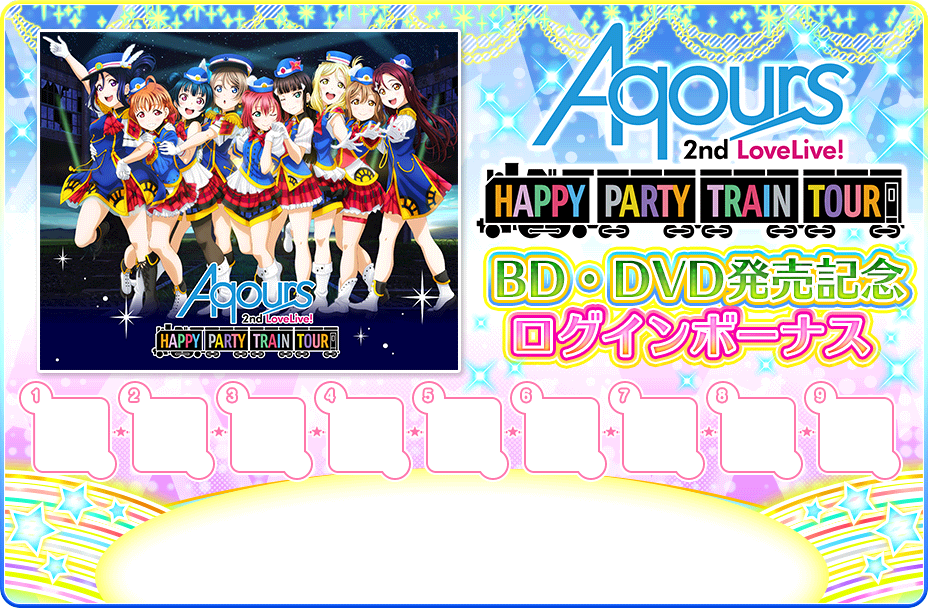 Aqours
2nd LoveLive!
HAPPY PARTY TRAIN TOUR
BD・DVD発売記念
ログインボーナス
Aqours
2nd LoveLive!
HAPPY PARTY TRAIN TOUR
1 2 3 4 5 6 7 8 9